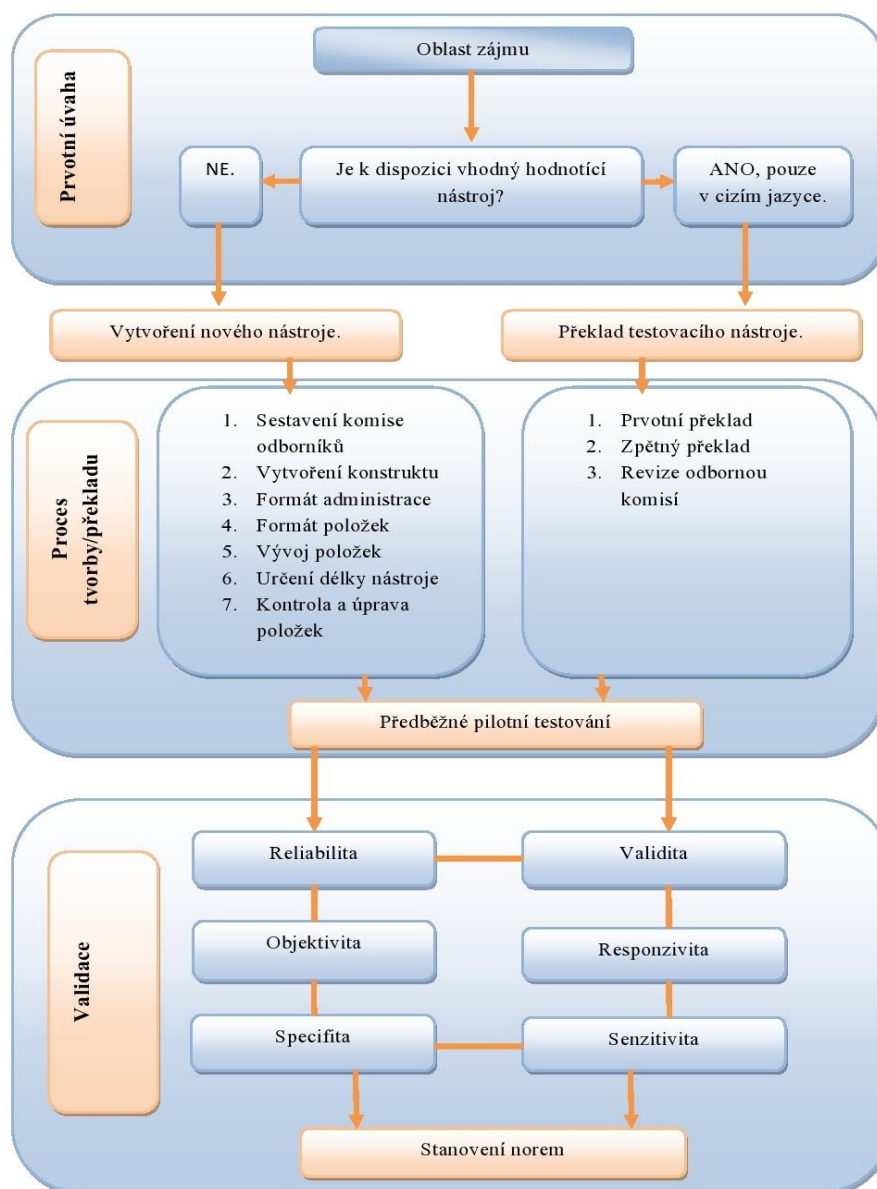 Oblast zájmu
Prvotní úvaha
NE.
Je k dispozici vhodný hodnotící
nástroj?
ANO, pouze
v cizím jazyce.
Vytvoření nového nástroje.
Překlad testovacího nástroje.
Proces
tvorby/překladu
1. Sestavení komise
odborníků
2. Vytvoření konstruktu
3. Formát administrace
4. Formát položek
5. Vývoj položek
6. Určení délky nástroje
7. Kontrola a úprava
položek
1. Prvotní překlad
2. Zpětný překlad
3. Revize odbornou
komisí
Předběžné pilotní testování
Validace
Reliabilita
Validita
Objektivita
Responzivita
Specifita
Senzitivita
Stanovení norem